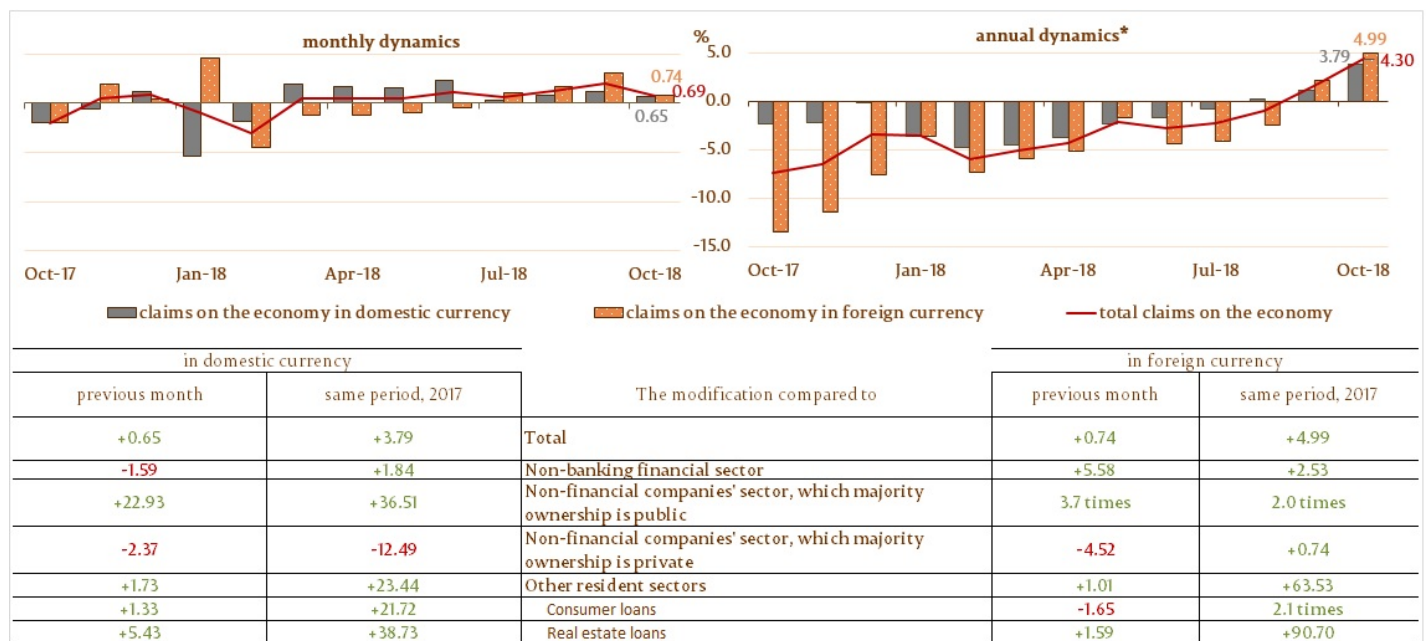 monthly dynamics
0.74
0.69
0.65
Oct-17 Jan-18 Apr-18 Jul-18 Oct-18
%
annual dynamics*
5.0
0.0
-5.0
-10.0
-15.0
4.99
3.79
4.30
Oct-17 Jan-18 Apr-18 Jul-18 Oct-18
claims on the economy in domestic currency claims on the economy in foreign currency total claims on the economy
in domestic currency in foreign currency
previous month same period, 2017 The modification compared to previous month same period, 2017
+0.65 +3.79 Total +0.74 +4.99
-1.59 +1.84 Non-banking financial sector +5.58 +2.53
+22.93 +36.51 Non-financial companies' sector, which majority
ownership is public 3.7 times 2.0 times
-2.37 -12.49 Non-financial companies' sector, which majority
ownership is private -4.52 +0.74
+1.73 +23.44 Other resident sectors +1.01 +63.53
+1.33 +21.72 Consumer loans -1.65 2.1 times
+5.43 +38.73 Real estate loans +1.59 +90.70